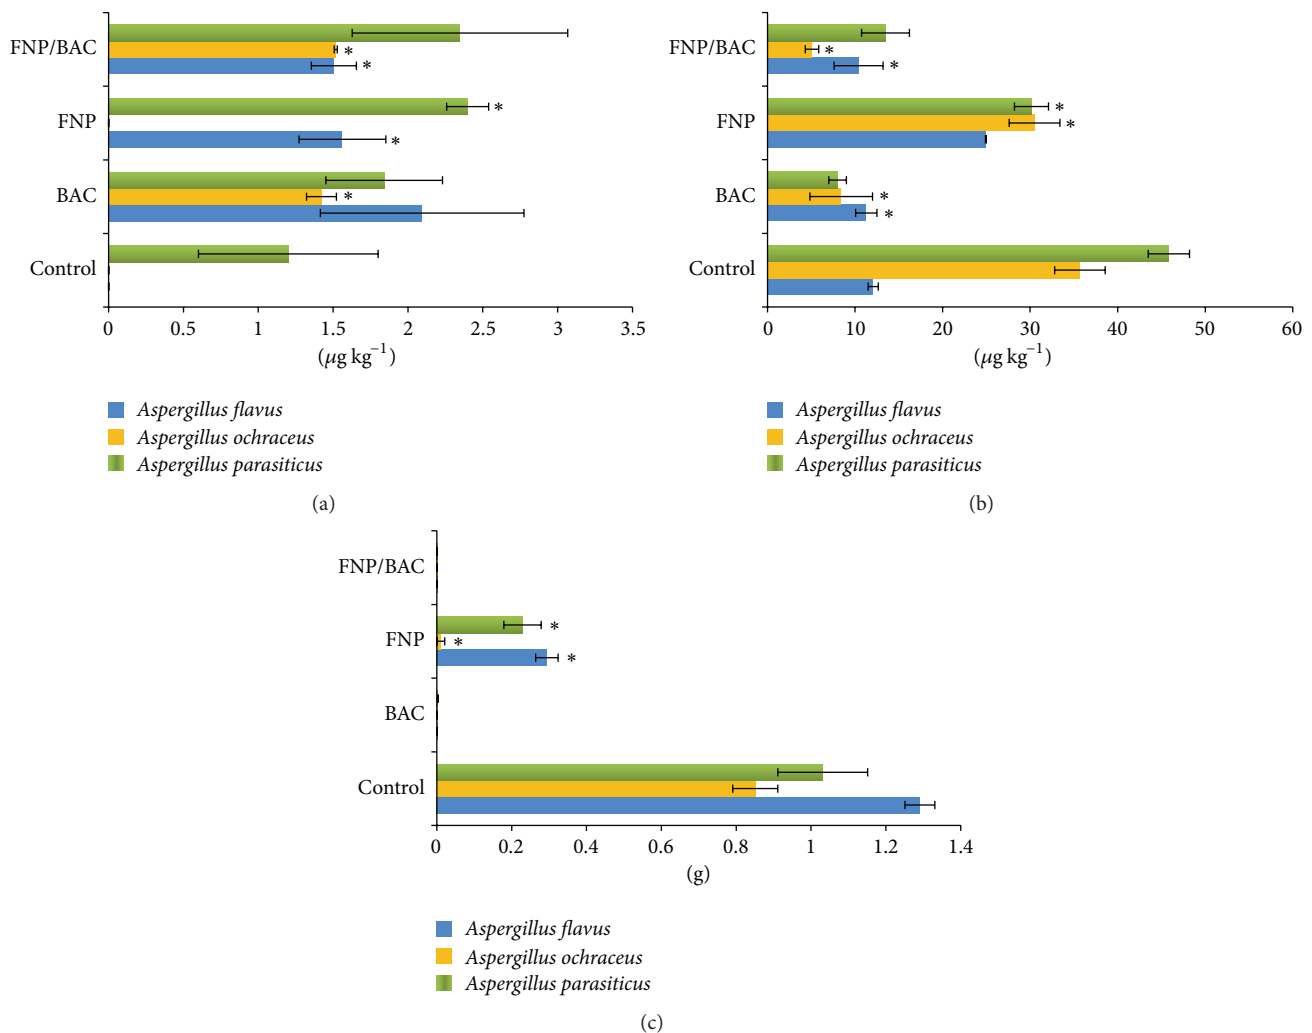 FNP/BAC
FNP
BAC
Control
*
*
*
*
*
0 0.5 1 1.5 2 2.5 3 3.5
(μg kg−1)
Aspergillus flavus
Aspergillus ochraceus
Aspergillus parasiticus
(a)
FNP/BAC
FNP
BAC
Control
*
*
*
*
*
*
0 10 20 30 40 50 60
(μg kg−1)
Aspergillus flavus
Aspergillus ochraceus
Aspergillus parasiticus
(b)
FNP/BAC
FNP
BAC
Control
*
*
*
0 0.2 0.4 0.6 0.8 1 1.2 1.4
(g)
Aspergillus flavus
Aspergillus ochraceus
Aspergillus parasiticus
(c)